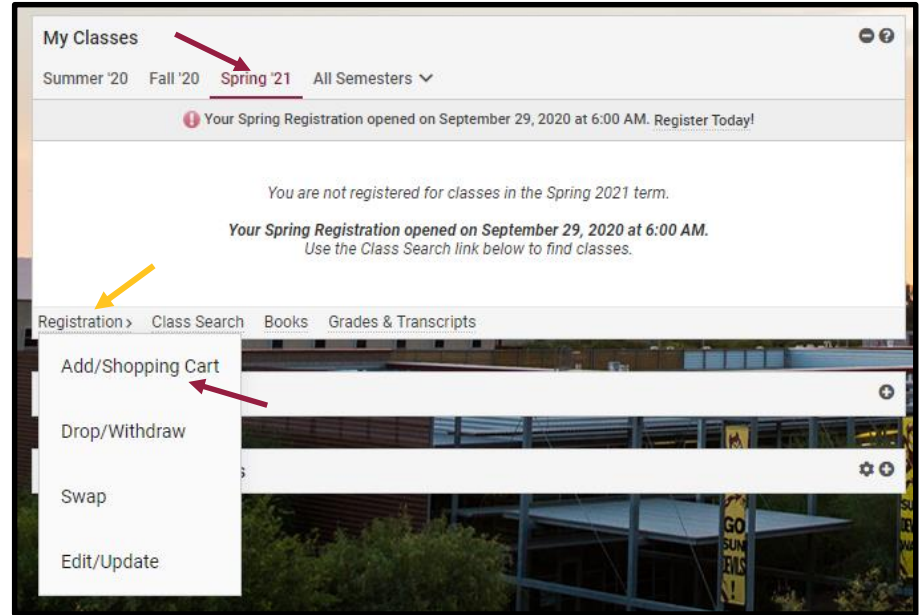 My Classes
Summer '20 Fall '20 Spring '21 All Semesters
Your Spring Registration opened on September 29, 2020 at 6:00 AM. Register Today!
You are not registered for classes in the Spring 2021 term.
Your Spring Registration opened on September 29, 2020 at 6:00 AM.
Use the Class Search link below to find classes.
Registration > Class Search Books Grades & Transcripts
Add/Shopping Cart
Drop/Withdraw
Swap
Edit/Update
GO
SUN
DEVILS
!